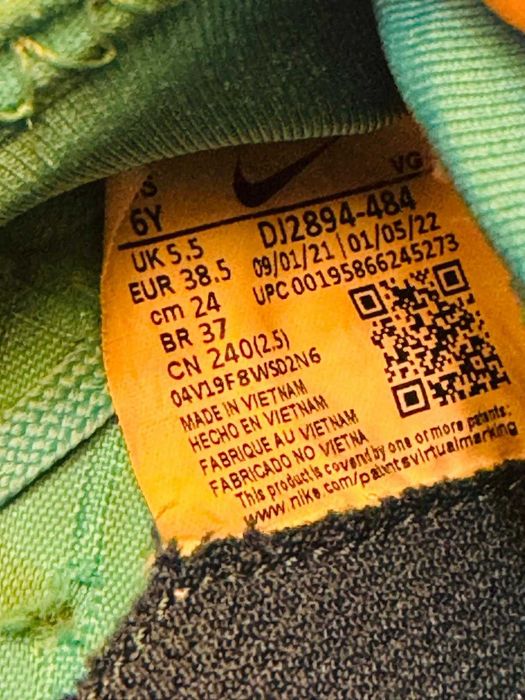 S
6Y
VG
UK 5.5
EUR 38.5
cm 24
BR 37
CN 240(2.5)
DJ2894-484
09/01/21 | 01/05/22
UPC 00195866245273
04V19F8WSD2N6
MADE IN VIETNAM
HECHO EN VIETNAM
FABRIQUE AU VIETNAM
FABRICADO NO VIETNA
This product is covered by one or more patents:
www.nike.com/patentsvirtualmarking